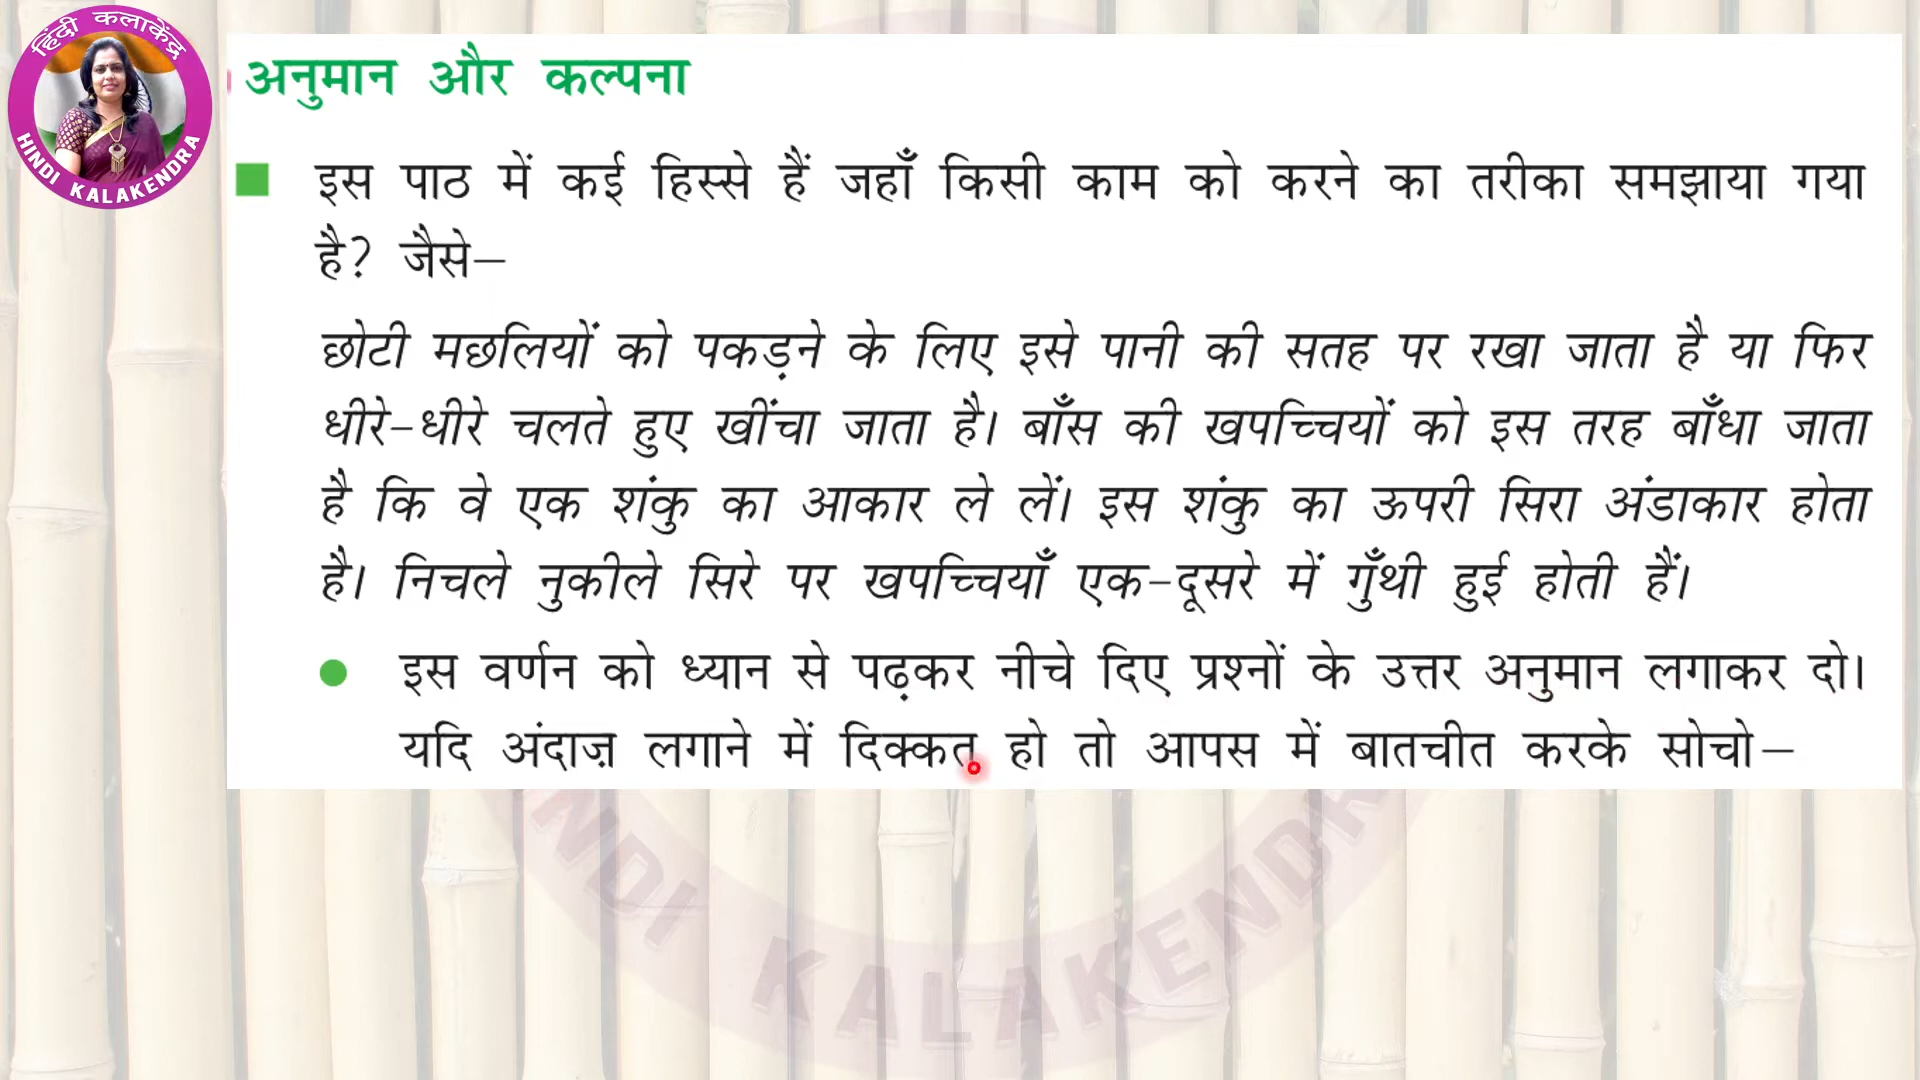 हिंदी कलाकेंद्र
HINDI KALAKENDRA
अनुमान और कल्पना
इस पाठ में कई हिस्से हैं जहाँ किसी काम को करने का तरीका समझाया गया
है? जैसे–
छोटी मछलियों को पकड़ने के लिए इसे पानी की सतह पर रखा जाता है या फिर
धीरे-धीरे चलते हुए खींचा जाता है। बाँस की खपच्चियों को इस तरह बाँधा जाता
है कि वे एक शंकु का आकार ले लें। इस शंकु का ऊपरी सिरा अंडाकार होता
है। निचले नुकीले सिरे पर खपच्चियाँ एक-दूसरे में गुँथी हुई होती हैं।
इस वर्णन को ध्यान से पढ़कर नीचे दिए प्रश्नों के उत्तर अनुमान लगाकर दो।
यदि अंदाज़ लगाने में दिक्कत हो तो आपस में बातचीत करके सोचो–
NDI KALAKENDR